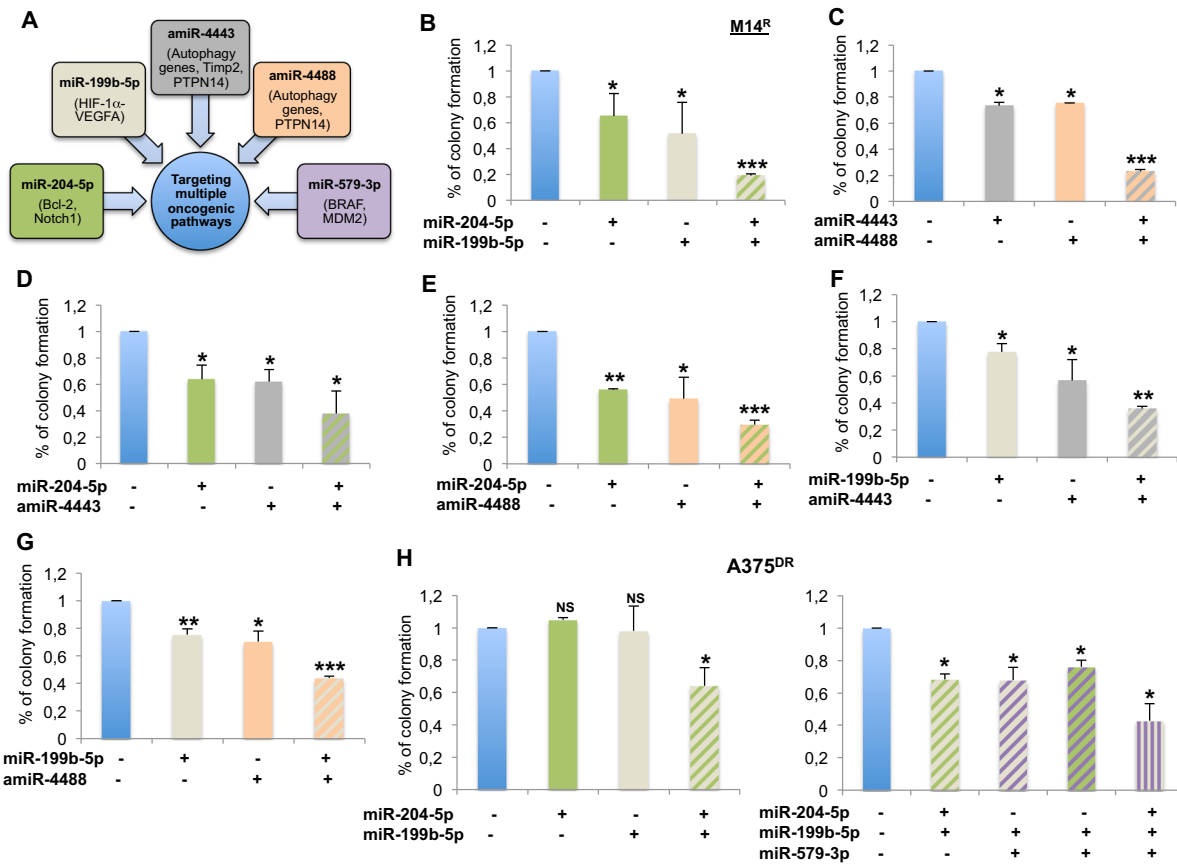 A
amiR-4443
(Autophagy
genes, Timp2,
PTPN14)
miR-199b-5p
(HIF-1α-
VEGFA)
amiR-4488
(Autophagy
genes,
PTPN14)
miR-204-5p
(Bcl-2,
Notch1)
Targeting
multiple
oncogenic
pathways
miR-579-3p
(BRAF,
MDM2)
B
M14R
% of colony formation
1,2
1
0,8
0,6
0,4
0,2
0
* * ***
miR-204-5p - + - +
miR-199b-5p - - + +
C
% of colony formation
1,2
1
0,8
0,6
0,4
0,2
0
* * ***
amiR-4443 - + - +
amiR-4488 - - + +
D
% of colony formation
1,2
1
0,8
0,6
0,4
0,2
0
* * *
miR-204-5p - + - +
amiR-4443 - - + +
E
% of colony formation
1,2
1
0,8
0,6
0,4
0,2
0
** * ***
miR-204-5p - + - +
amiR-4488 - - + +
F
% of colony formation
1,2
1
0,8
0,6
0,4
0,2
0
* * **
miR-199b-5p - + - +
amiR-4443 - - + +
G
% of colony formation
1,2
1
0,8
0,6
0,4
0,2
0
** * ***
miR-199b-5p - + - +
amiR-4488 - - + +
H
A375DR
% of colony formation
1,2
1
0,8
0,6
0,4
0,2
0
NS NS *
miR-204-5p - + - +
miR-199b-5p - - + +
% of colony formation
1,2
1
0,8
0,6
0,4
0,2
0
* * * *
miR-204-5p - + - - +
miR-199b-5p - + + + +
miR-579-3p - - + + +